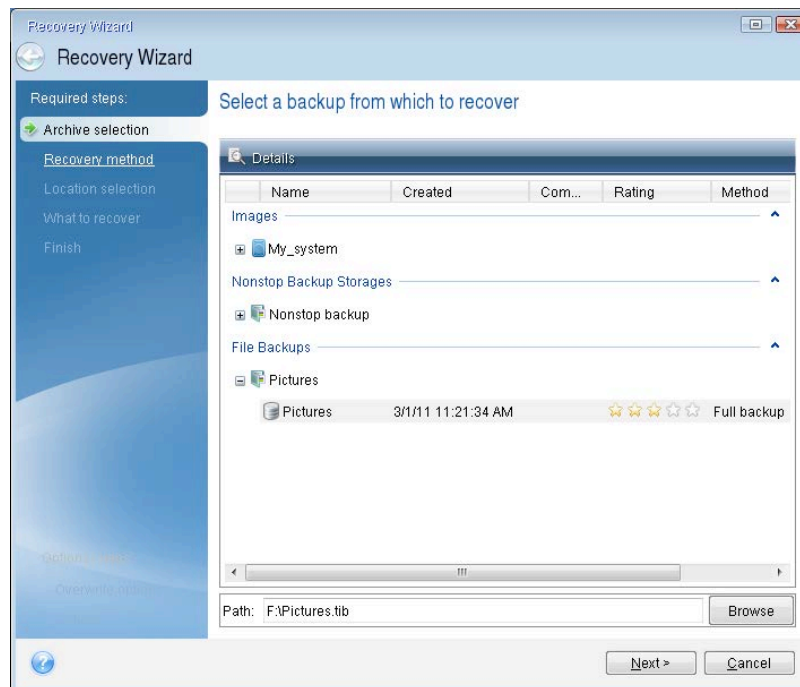 Recovery Wizard
Recovery Wizard
Required steps:
Archive selection
Recovery method
Location selection
What to recover
Finish
Select a backup from which to recover
Details
Name Created Com... Rating Method
Images
My_system
Nonstop Backup Storages
Nonstop backup
File Backups
Pictures
Pictures 3/1/11 11:21:34 AM Full backup
Path: F:\Pictures.tib Browse
Next > Cancel